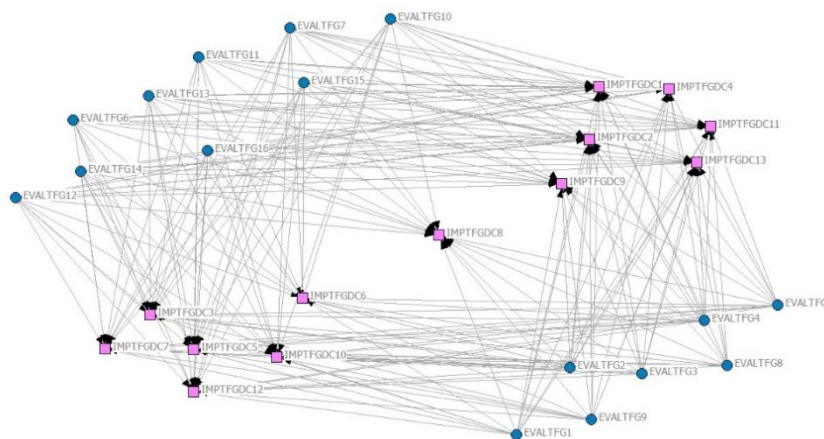 EVALTFG10
EVALTFG7
EVALTFG11
EVALTFG15
IMPTFGDC1
IMPTFGDC4
EVALTFG13
EVALTFG6
IMPTFGDC11
IMPTFGDC2
EVALTFG16
IMPTFGDC13
EVALTFG14
IMPTFGDC9
EVALTFG12
IMPTFGDC8
IMPTFGDC6
IMPTFGDC3
EVALTFG4
IMPTFGDC7
IMPTFGDC5
IMPTFGDC10
EVALTFG2
EVALTFG8
EVALTFG3
IMPTFGDC12
EVALTFG9
EVALTFG1